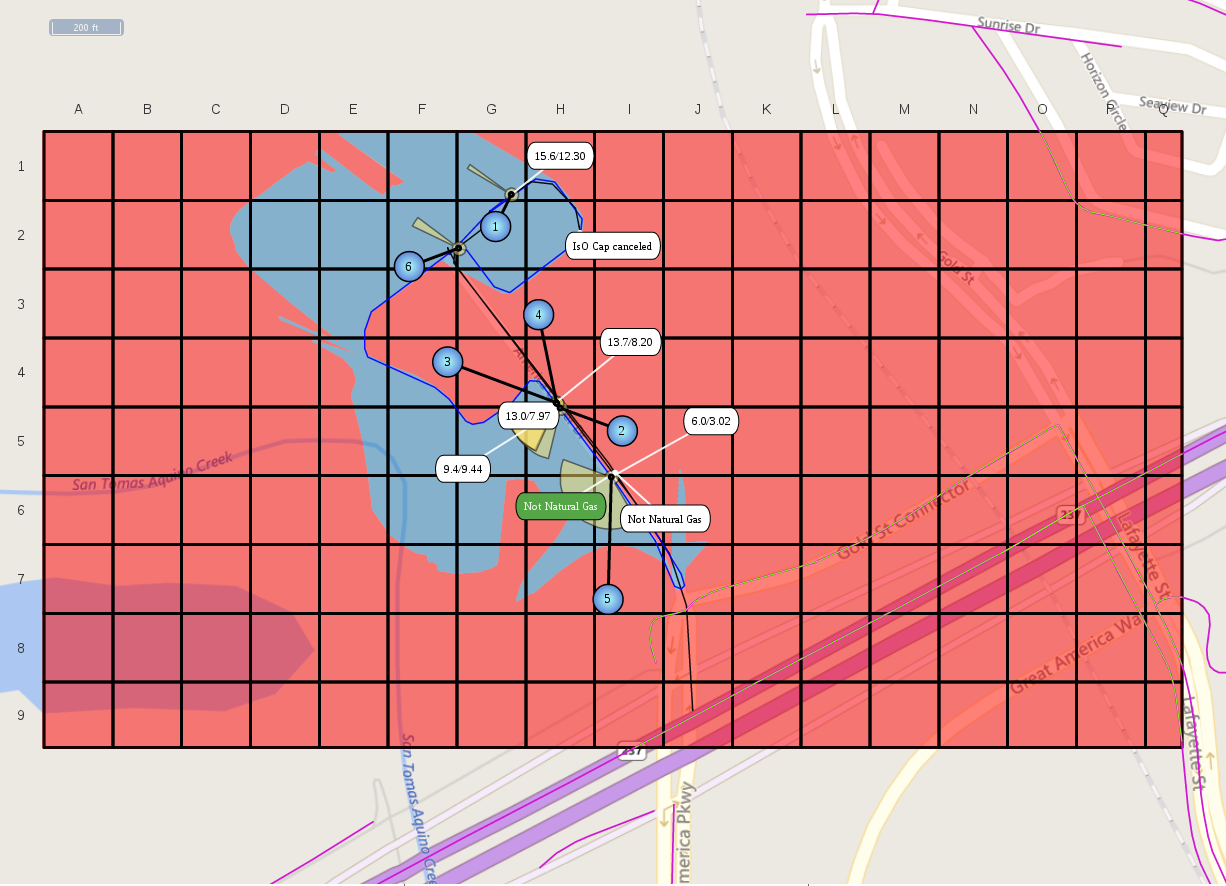 200 ft
Sunrise Dr
Horizon Circle
Seaview Dr
A B C D E F G H I J K L M N O P Q
1
15.6/12.30
1
2
IsO Cap canceled
6
Gold St
3
4
13.7/8.20
4
3
13.0/7.97
6.0/3.02
2
5
9.4/9.44
San Tomas Aquino Creek
6
Not Natural Gas
Not Natural Gas
237
Gold St Connector
Lafayette St
7
5
8
Great America Way
9
237
San Tomas Aquino Cree
merica Pkwy
Lafayette St